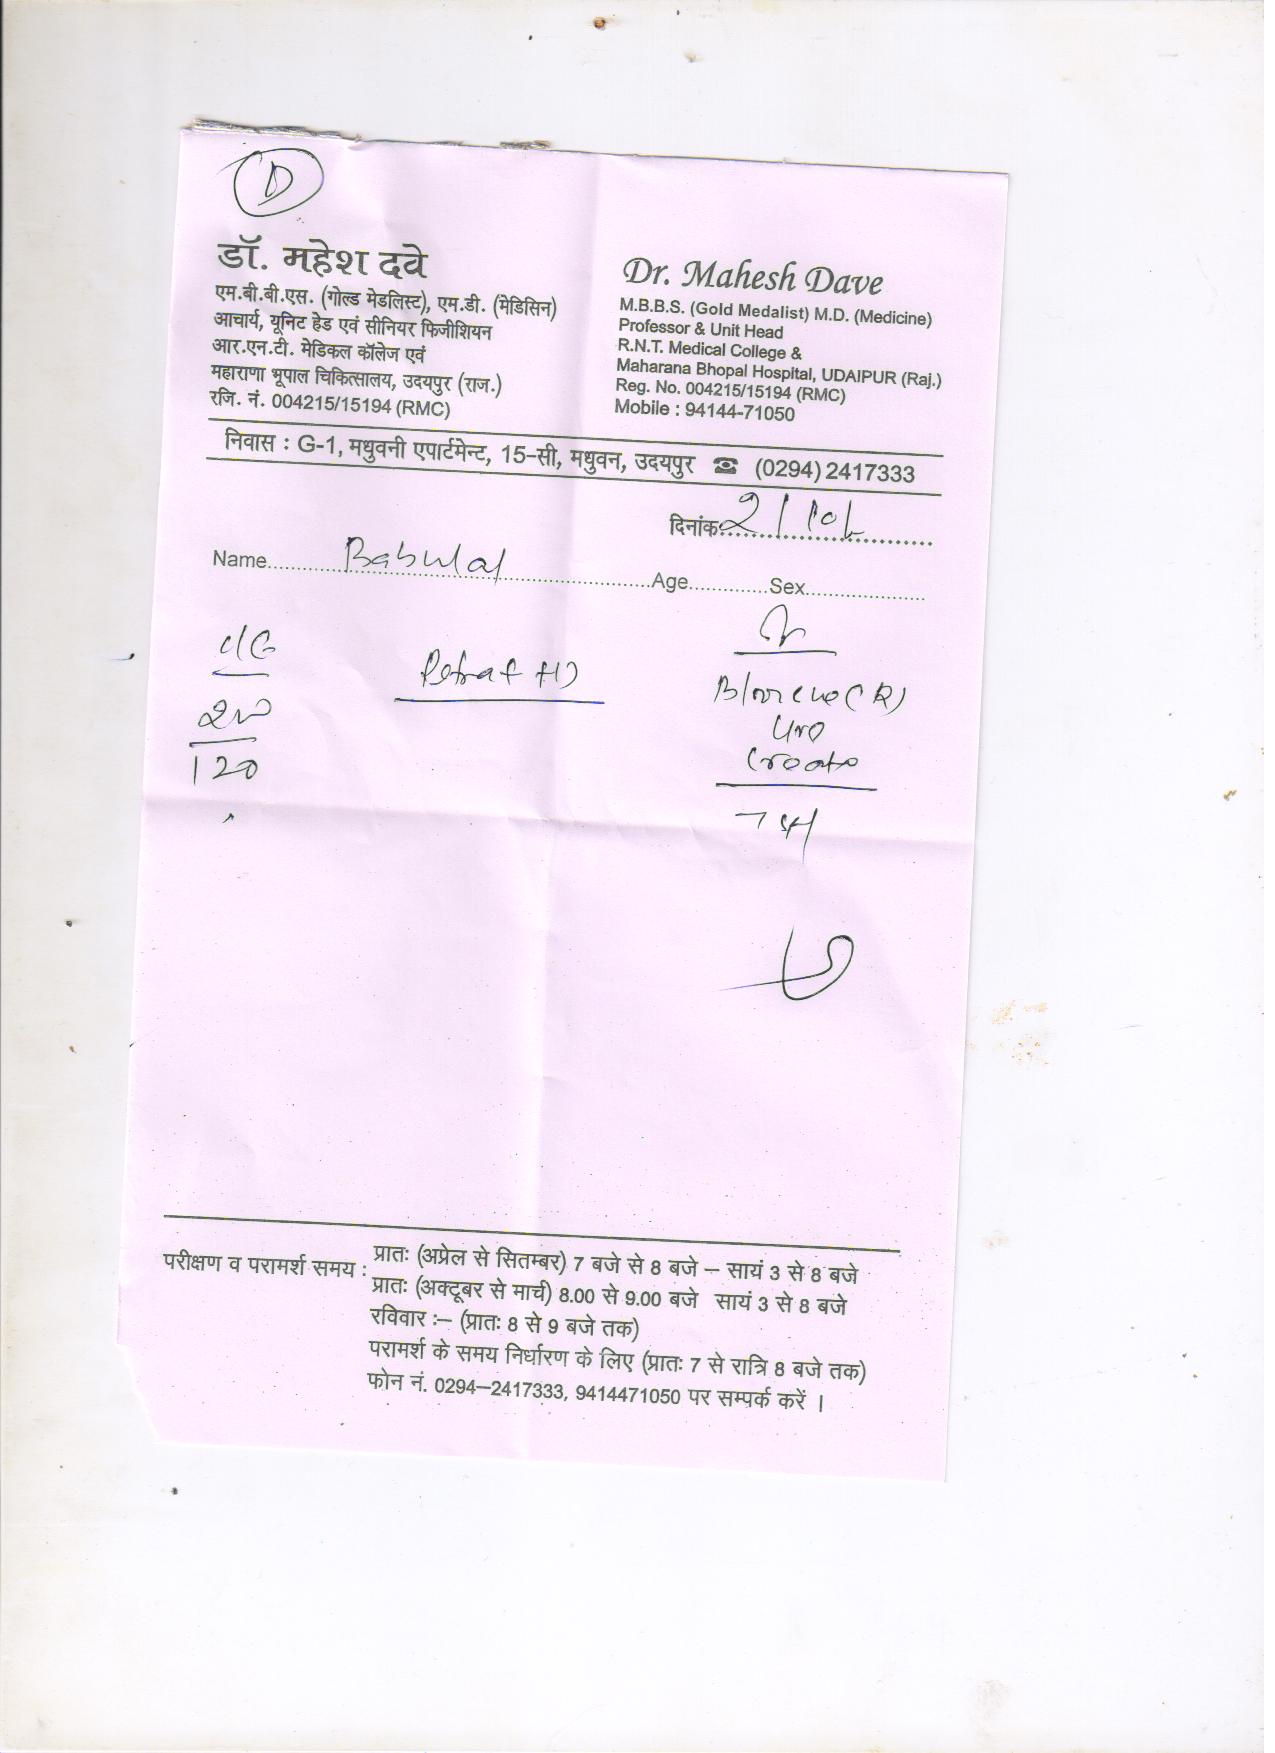 D
डॉ. महेश दवे
एम.बी.बी.एस. (गोल्ड मेडलिस्ट), एम.डी. (मेडिसिन)
आचार्य, यूनिट हेड एवं सीनियर फिजीशियन
आर.एन.टी. मेडिकल कॉलेज एवं
महाराणा भूपाल चिकित्सालय, उदयपुर (राज.)
रजि. नं. 004215/15194 (RMC)
Dr. Mahesh Dave
M.B.B.S. (Gold Medalist) M.D. (Medicine)
Professor & Unit Head
R.N.T. Medical College &
Maharana Bhopal Hospital, UDAIPUR (Raj.)
Reg. No. 004215/15194 (RMC)
Mobile : 94144-71050
निवास : G-1, मधुवनी एपार्टमेन्ट, 15-सी, मधुवन, उदयपुर ☎ (0294) 2417333
दिनांक
Name Babulal Age Sex
120
TSH
परीक्षण व परामर्श समय : प्रातः (अप्रेल से सितम्बर) 7 बजे से 8 बजे – सायं 3 से 8 बजे
प्रातः (अक्टूबर से मार्च) 8.00 से 9.00 बजे सायं 3 से 8 बजे
रविवार :– (प्रातः 8 से 9 बजे तक)
परामर्श के समय निर्धारण के लिए (प्रातः 7 से रात्रि 8 बजे तक)
फोन नं. 0294–2417333, 9414471050 पर सम्पर्क करें ।